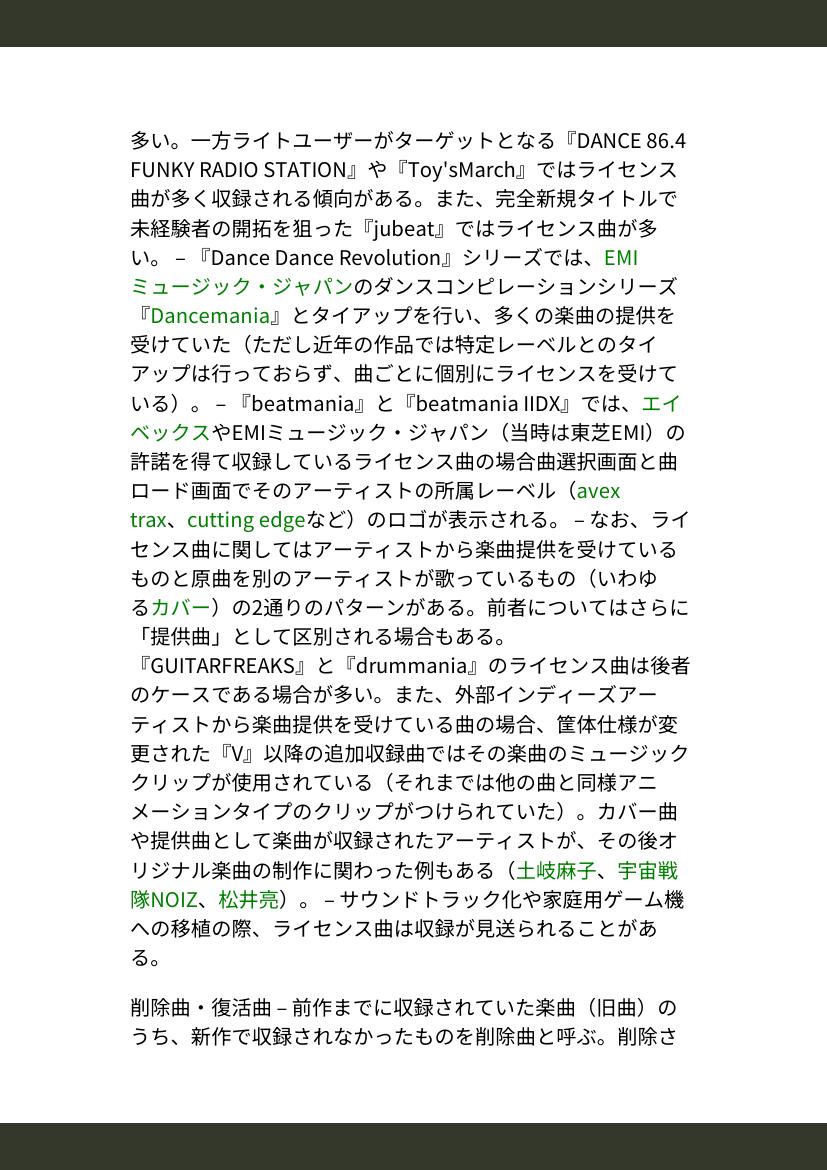 多い。一方ライトユーザーがターゲットとなる『DANCE 86.4
FUNKY RADIO STATION』や『Toy'sMarch』ではライセンス
曲が多く収録される傾向がある。また、完全新規タイトルで
未経験者の開拓を狙った『jubeat』ではライセンス曲が多
い。 – 『Dance Dance Revolution』シリーズでは、EMI
ミュージック・ジャパンのダンスコンピレーションシリーズ
『Dancemania』とタイアップを行い、多くの楽曲の提供を
受けていた（ただし近年の作品では特定レーベルとのタイ
アップは行っておらず、曲ごとに個別にライセンスを受けて
いる）。 – 『beatmania』と『beatmania IIDX』では、エイ
ベックスやEMIミュージック・ジャパン（当時は東芝EMI）の
許諾を得て収録しているライセンス曲の場合曲選択画面と曲
ロード画面でそのアーティストの所属レーベル（avex
trax、cutting edgeなど）のロゴが表示される。 – なお、ライ
センス曲に関してはアーティストから楽曲提供を受けている
ものと原曲を別のアーティストが歌っているもの（いわゆ
るカバー）の2通りのパターンがある。前者についてはさらに
「提供曲」として区別される場合もある。
『GUITARFREAKS』と『drummania』のライセンス曲は後者
のケースである場合が多い。また、外部インディーズアー
ティストから楽曲提供を受けている曲の場合、筐体仕様が変
更された『V』以降の追加収録曲ではその楽曲のミュージック
クリップが使用されている（それまでは他の曲と同様アニ
メーションタイプのクリップがつけられていた）。カバー曲
や提供曲として楽曲が収録されたアーティストが、その後オ
リジナル楽曲の制作に関わった例もある（土岐麻子、宇宙戦
隊NOIZ、松井亮）。 – サウンドトラック化や家庭用ゲーム機
への移植の際、ライセンス曲は収録が見送られることがあ
る。
削除曲・復活曲 – 前作までに収録されていた楽曲（旧曲）の
うち、新作で収録されなかったものを削除曲と呼ぶ。削除さ